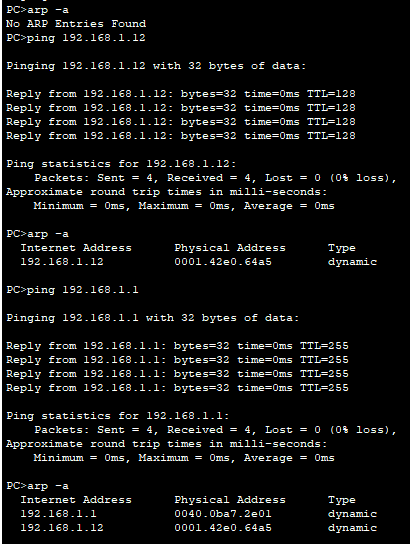 PC>arp -a
No ARP Entries Found
PC>ping 192.168.1.12
Pinging 192.168.1.12 with 32 bytes of data:
Reply from 192.168.1.12: bytes=32 time=0ms TTL=128
Reply from 192.168.1.12: bytes=32 time=0ms TTL=128
Reply from 192.168.1.12: bytes=32 time=0ms TTL=128
Reply from 192.168.1.12: bytes=32 time=0ms TTL=128
Ping statistics for 192.168.1.12:
    Packets: Sent = 4, Received = 4, Lost = 0 (0% loss),
Approximate round trip times in milli-seconds:
    Minimum = 0ms, Maximum = 0ms, Average = 0ms
PC>arp -a
  Internet Address      Physical Address      Type
  192.168.1.12          0001.42e0.64a5        dynamic
PC>ping 192.168.1.1
Pinging 192.168.1.1 with 32 bytes of data:
Reply from 192.168.1.1: bytes=32 time=0ms TTL=255
Reply from 192.168.1.1: bytes=32 time=0ms TTL=255
Reply from 192.168.1.1: bytes=32 time=0ms TTL=255
Reply from 192.168.1.1: bytes=32 time=0ms TTL=255
Ping statistics for 192.168.1.1:
    Packets: Sent = 4, Received = 4, Lost = 0 (0% loss),
Approximate round trip times in milli-seconds:
    Minimum = 0ms, Maximum = 0ms, Average = 0ms
PC>arp -a
  Internet Address      Physical Address      Type
  192.168.1.1           0040.0ba7.2e01        dynamic
  192.168.1.12          0001.42e0.64a5        dynamic